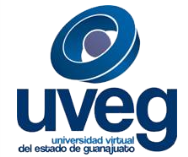 uveg
universidad virtual
del estado de guanajuato